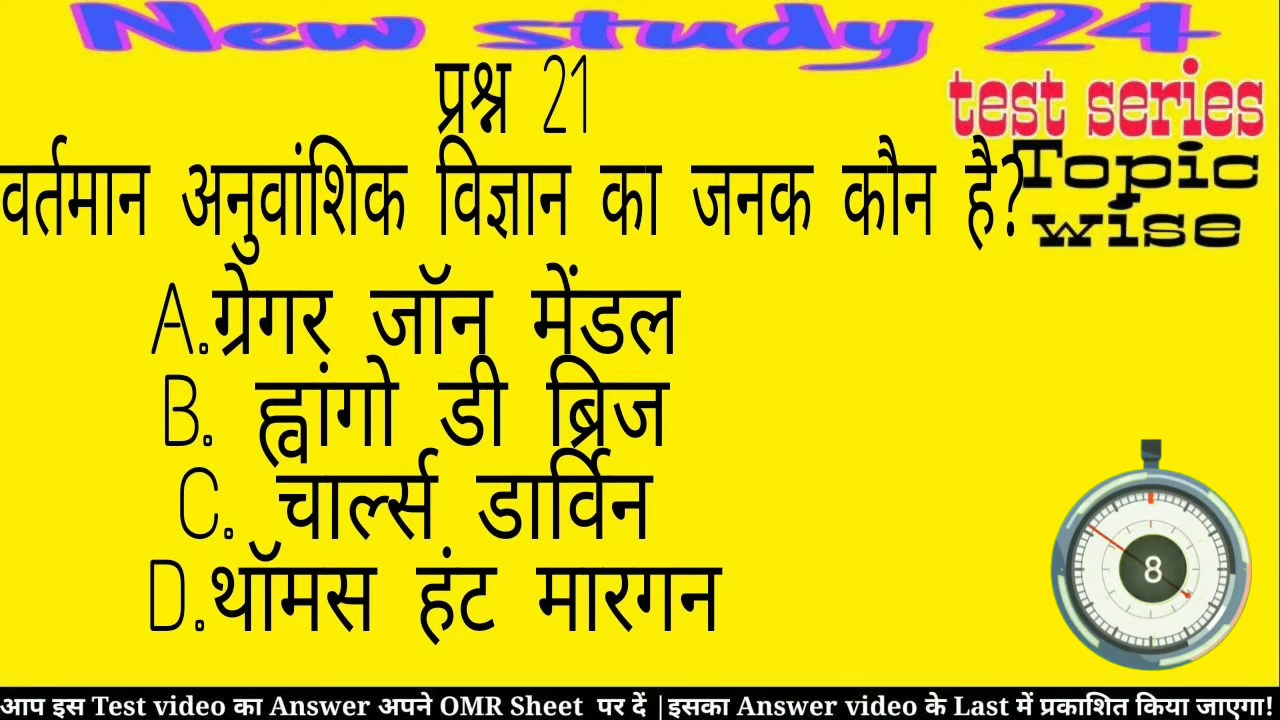 New study 24
test series
Topic
wise
प्रश्न 21
वर्तमान अनुवांशिक विज्ञान का जनक कौन है?
A.ग्रेगर जॉन मेंडल
B. ह्वांगो डी ब्रिज
C. चार्ल्स डार्विन
D.थॉमस हंट मारगन
8
आप इस Test video का Answer अपने OMR Sheet पर दें |इसका Answer video के Last में प्रकाशित किया जाएगा!